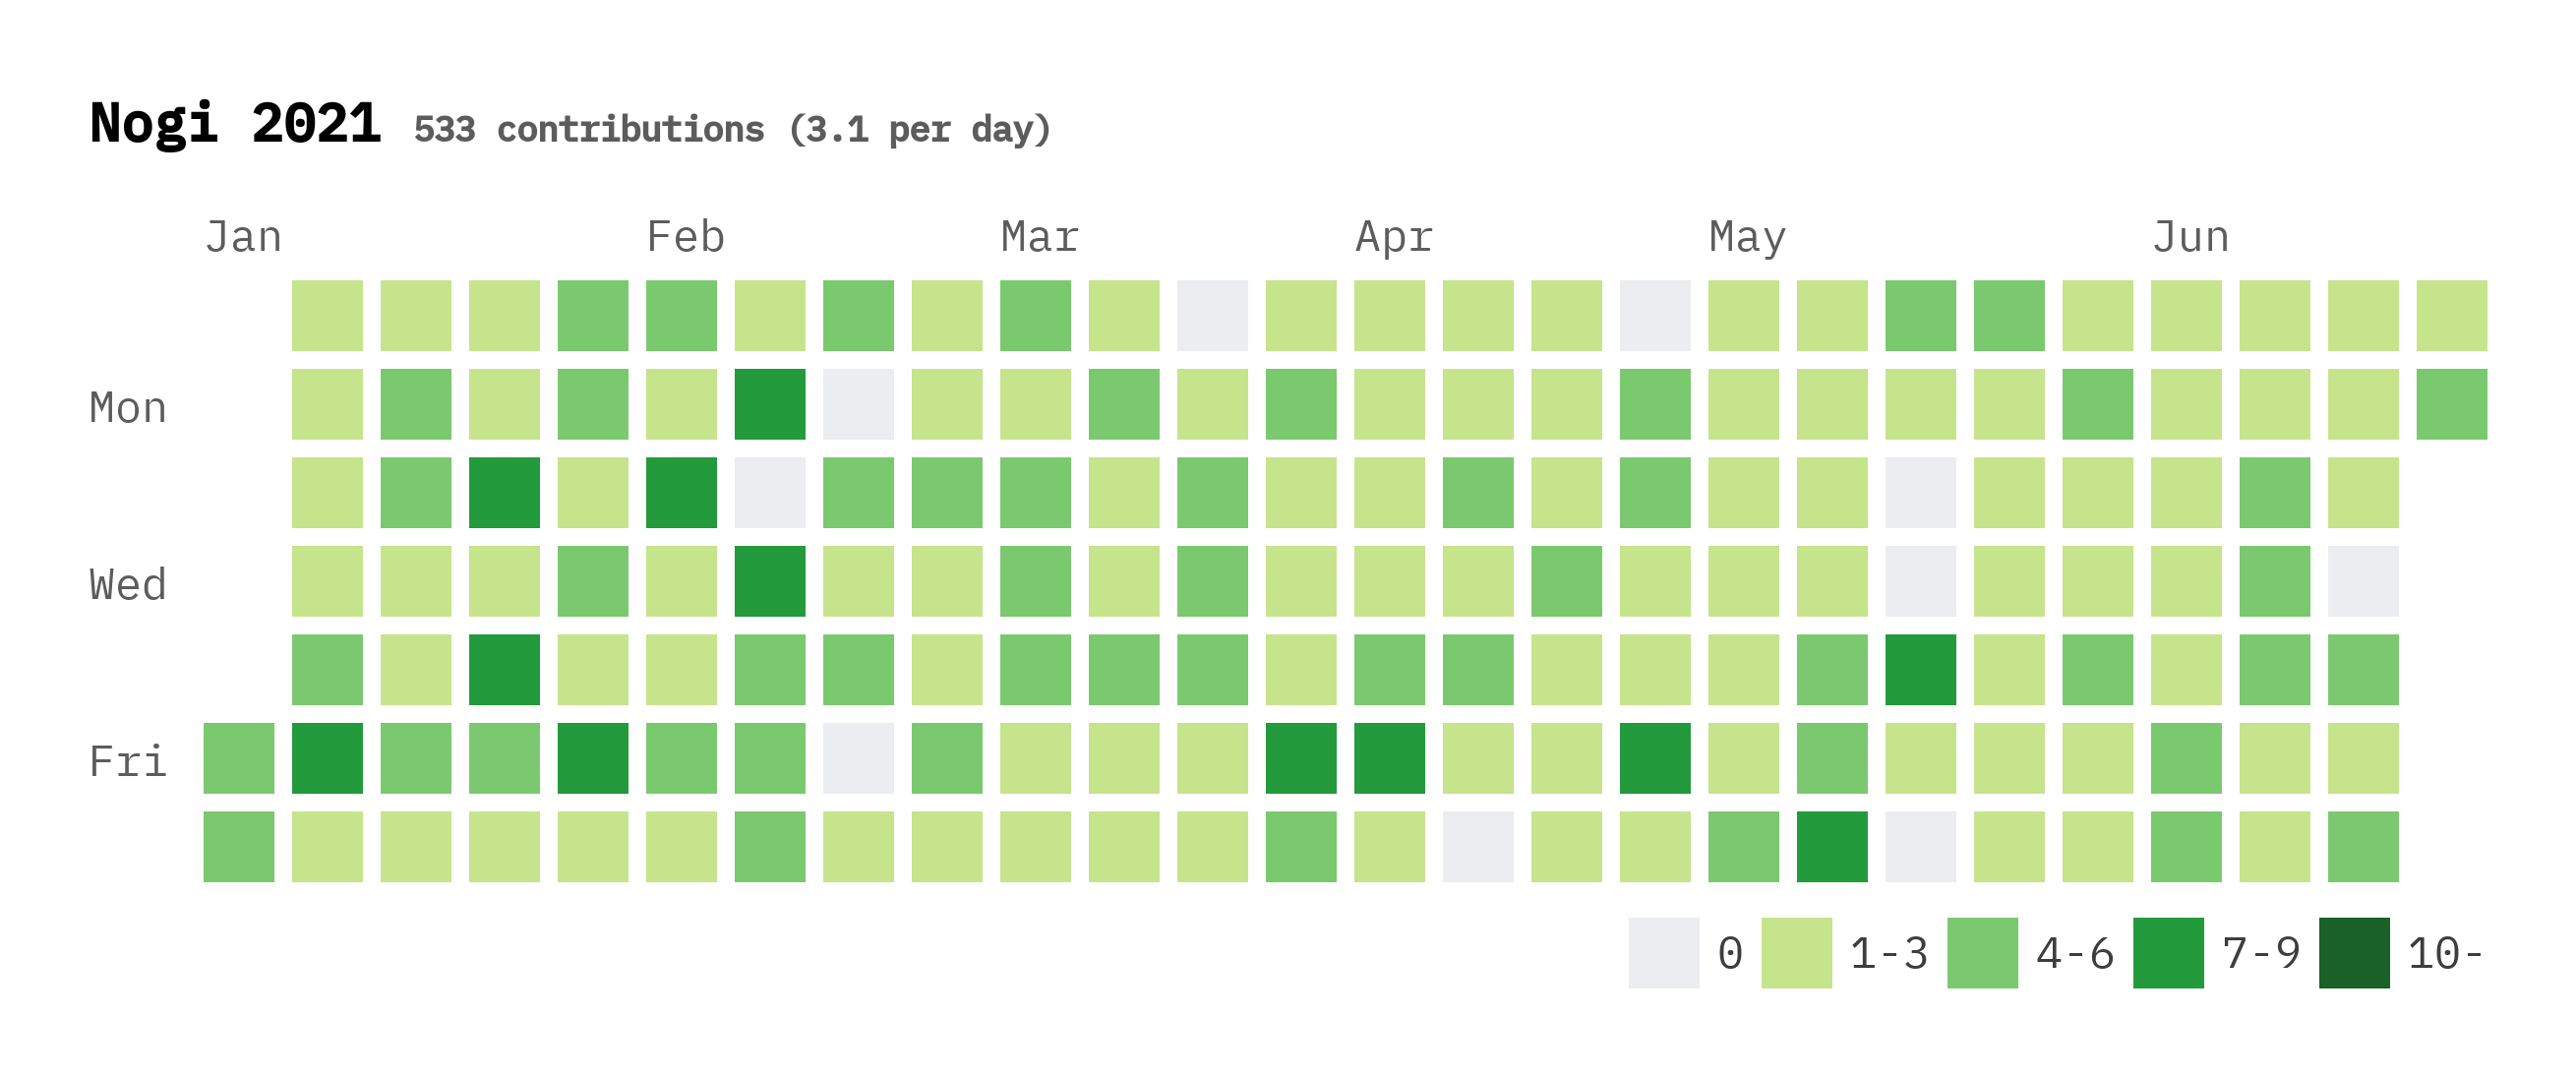 Nogi 2021 533 contributions (3.1 per day)
Jan Feb Mar Apr May Jun
Mon
Wed
Fri
0 1-3 4-6 7-9 10-